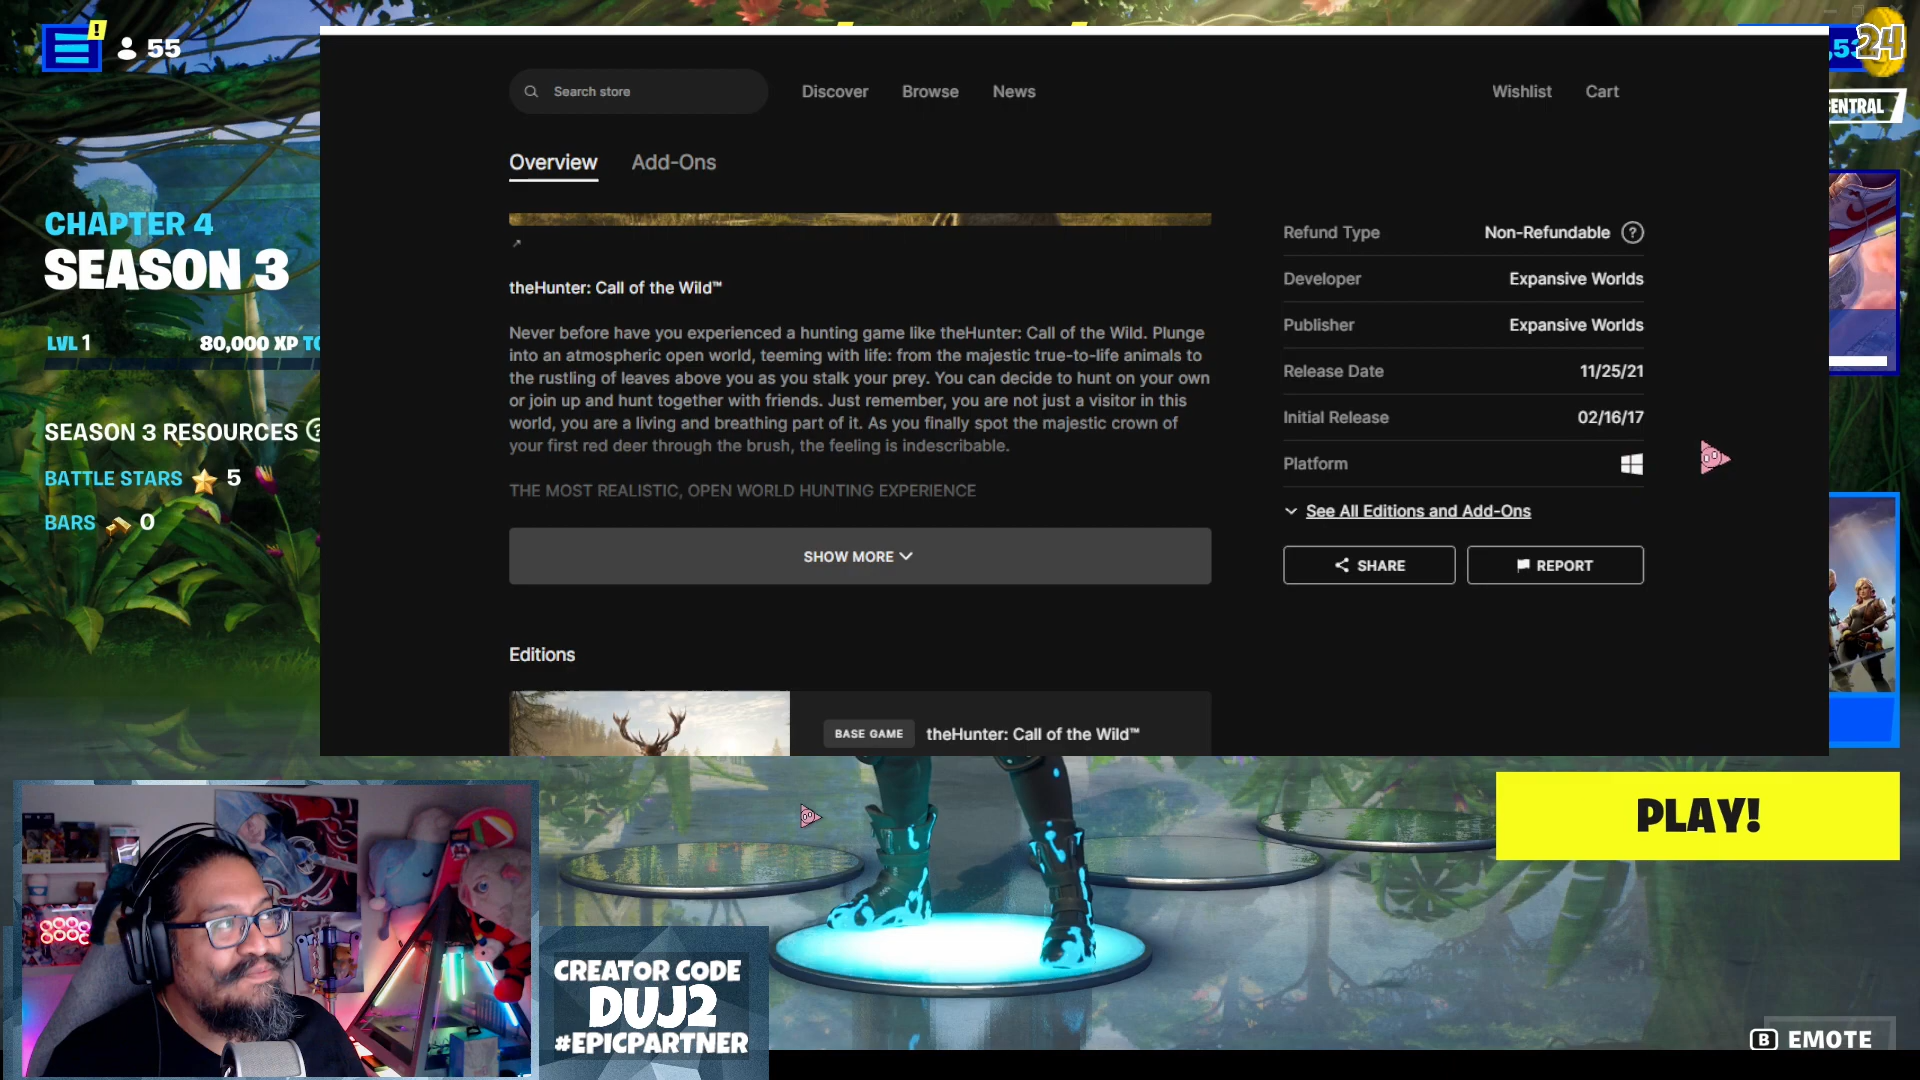 55
,53
24
ENTRAL
CHAPTER 4
SEASON 3
LVL 1
80,000 XP TO
SEASON 3 RESOURCES ?
BATTLE STARS 5
BARS 0
Search store
Discover
Browse
News
Wishlist
Cart
Overview
Add-Ons
theHunter: Call of the Wild™
Never before have you experienced a hunting game like theHunter: Call of the Wild. Plunge
into an atmospheric open world, teeming with life: from the majestic true-to-life animals to
the rustling of leaves above you as you stalk your prey. You can decide to hunt on your own
or join up and hunt together with friends. Just remember, you are not just a visitor in this
world, you are a living and breathing part of it. As you finally spot the majestic crown of
your first red deer through the brush, the feeling is indescribable.
THE MOST REALISTIC, OPEN WORLD HUNTING EXPERIENCE
SHOW MORE
Refund Type Non-Refundable ?
Developer Expansive Worlds
Publisher Expansive Worlds
Release Date 11/25/21
Initial Release 02/16/17
Platform
See All Editions and Add-Ons
SHARE
REPORT
Editions
BASE GAME theHunter: Call of the Wild™
PLAY!
CREATOR CODE
DUJ2
#EPICPARTNER
B EMOTE